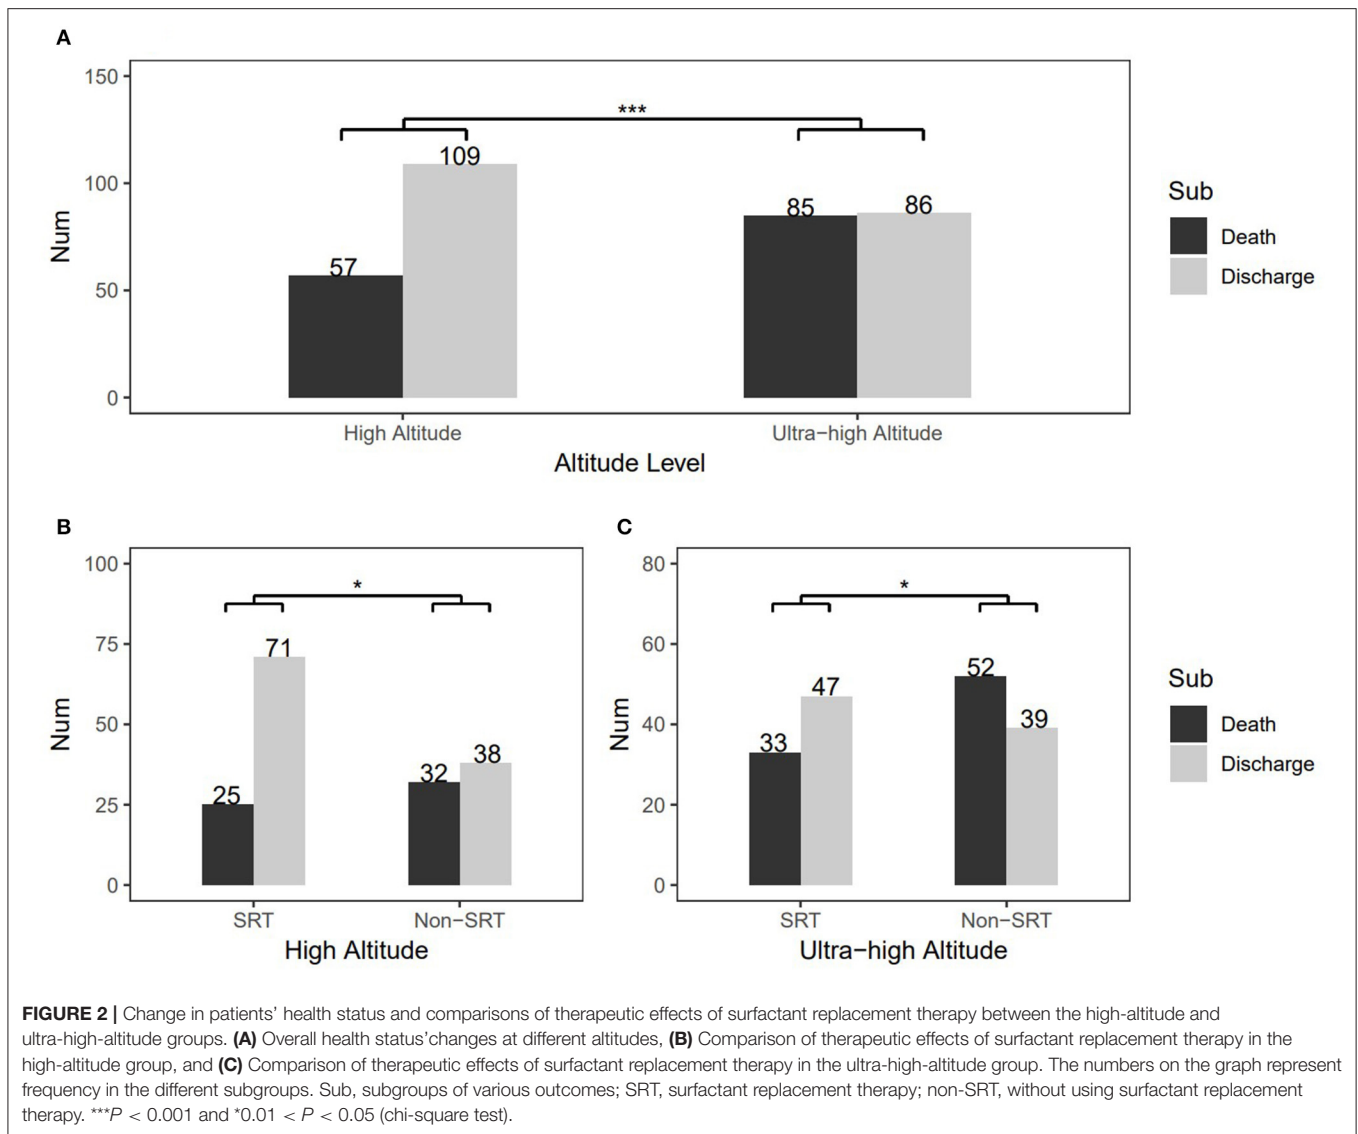 A
150
100
50
0
Num
***
57
109
85
86
High Altitude
Ultra−high Altitude
Altitude Level
Sub
Death
Discharge
B
100
75
50
25
0
Num
*
25
71
32
38
SRT
Non−SRT
High Altitude
C
80
60
40
20
0
Num
*
33
47
52
39
SRT
Non−SRT
Ultra−high Altitude
Sub
Death
Discharge
FIGURE 2 | Change in patients’ health status and comparisons of therapeutic effects of surfactant replacement therapy between the high-altitude and
ultra-high-altitude groups. (A) Overall health status’changes at different altitudes, (B) Comparison of therapeutic effects of surfactant replacement therapy in the
high-altitude group, and (C) Comparison of therapeutic effects of surfactant replacement therapy in the ultra-high-altitude group. The numbers on the graph represent
frequency in the different subgroups. Sub, subgroups of various outcomes; SRT, surfactant replacement therapy; non-SRT, without using surfactant replacement
therapy. ***P < 0.001 and *0.01 < P < 0.05 (chi-square test).